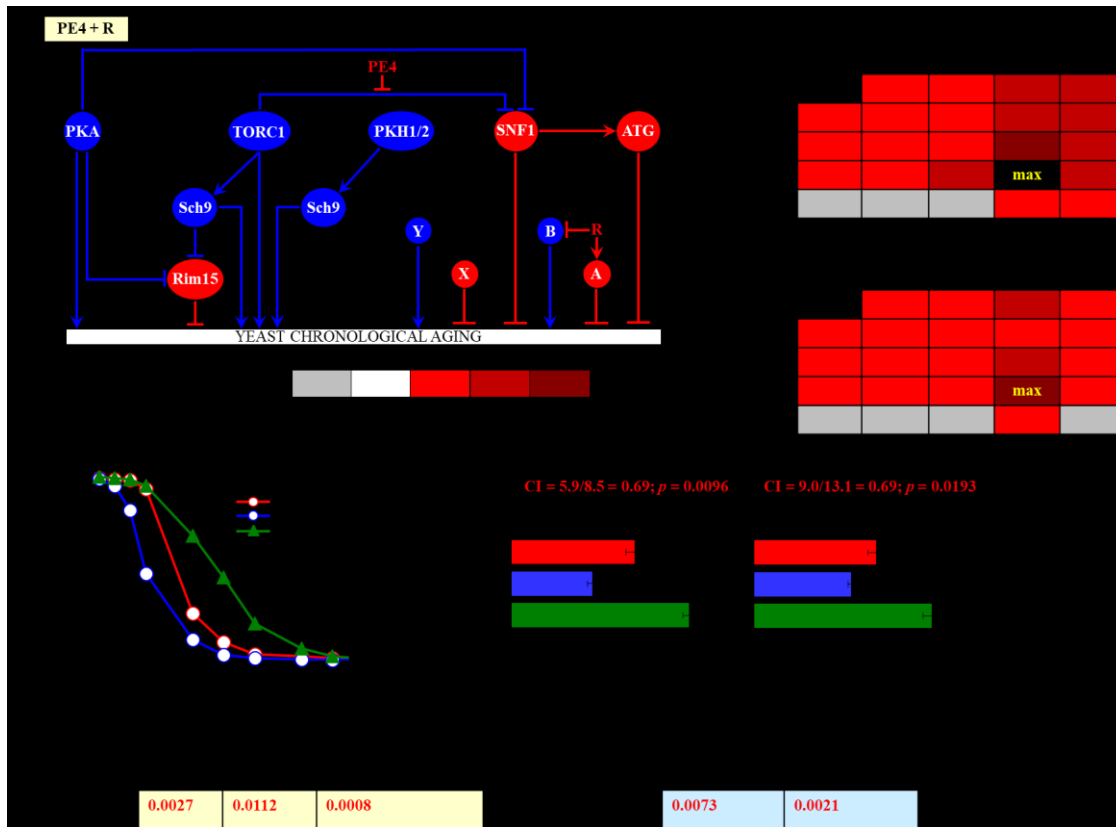 PE4 + R
PE4
PKA
TORC1
PKH1/2
SNF1
ATG
Sch9
Sch9
Y
B
R
Rim15
X
A
YEAST CHRONOLOGICAL AGING
max
max
CI = 5.9/8.5 = 0.69; p = 0.0096
CI = 9.0/13.1 = 0.69; p = 0.0193
0.0027 0.0112 0.0008
0.0073 0.0021